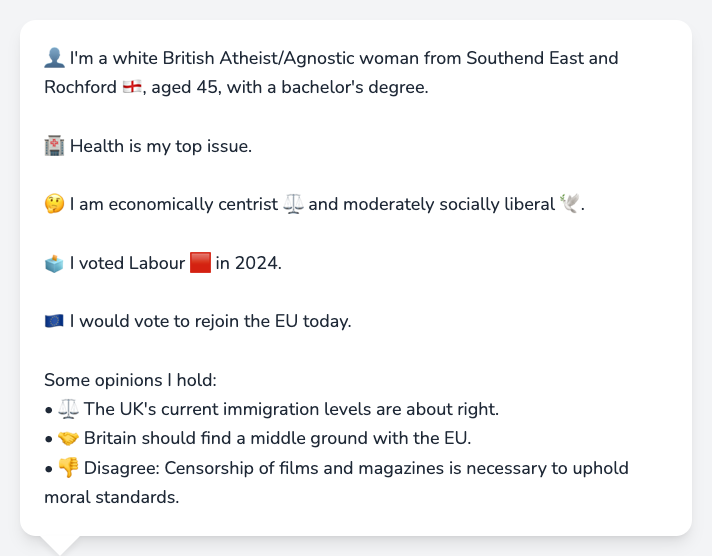 👤 I'm a white British Atheist/Agnostic woman from Southend East and
Rochford 🏴󠁧󠁢󠁥󠁮󠁧󠁿, aged 45, with a bachelor's degree.
🏥 Health is my top issue.
🤔 I am economically centrist ⚖️ and moderately socially liberal 🕊️.
🗳️ I voted Labour 🟥 in 2024.
🇪🇺 I would vote to rejoin the EU today.
Some opinions I hold:
• ⚖️ The UK's current immigration levels are about right.
• 🤝 Britain should find a middle ground with the EU.
• 👎 Disagree: Censorship of films and magazines is necessary to uphold
moral standards.